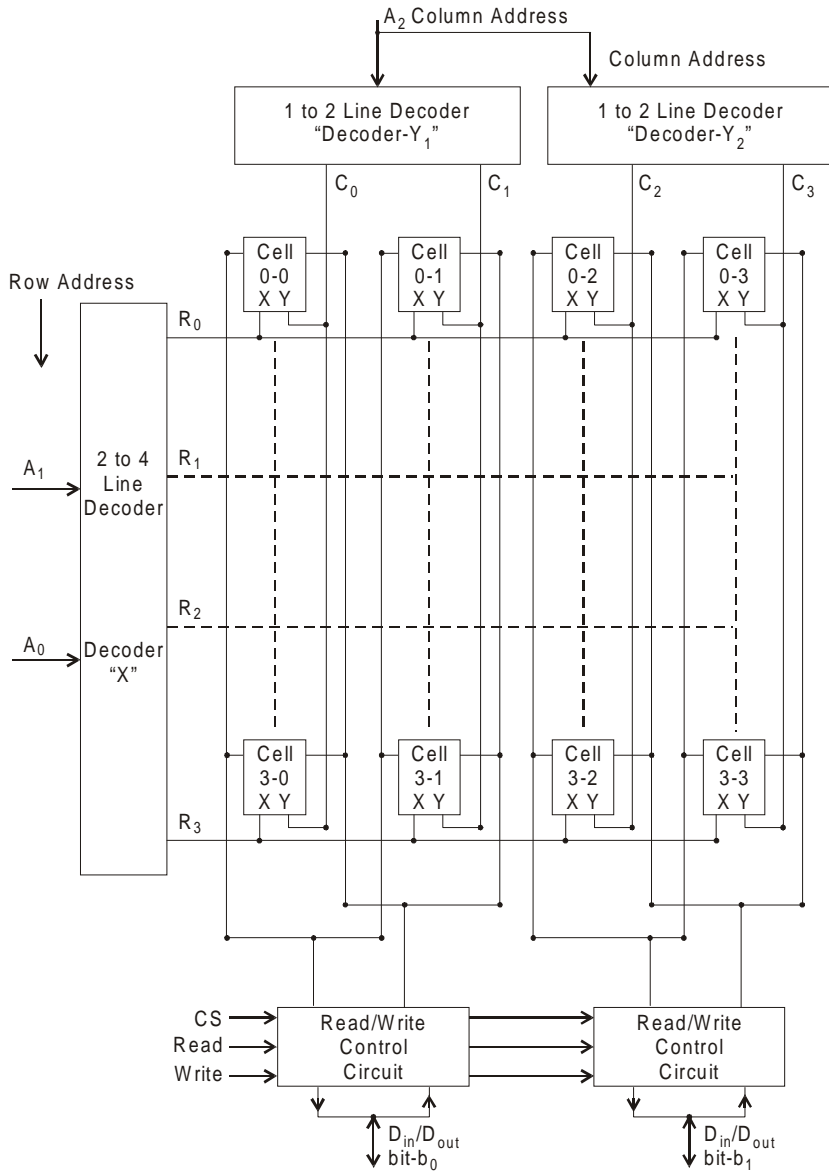 A₂ Column Address
Column Address
1 to 2 Line Decoder
“Decoder-Y₁”
1 to 2 Line Decoder
“Decoder-Y₂”
C₀
C₁
C₂
C₃
Cell
0-0
X Y
Cell
0-1
X Y
Cell
0-2
X Y
Cell
0-3
X Y
Row Address
R₀
A₁
2 to 4
Line
Decoder
R₁
R₂
A₀
Decoder
“X”
Cell
3-0
X Y
Cell
3-1
X Y
Cell
3-2
X Y
Cell
3-3
X Y
R₃
CS
Read
Write
Read/Write
Control
Circuit
Read/Write
Control
Circuit
Dᵢₙ/Dₒᵤₜ
bit-b₀
Dᵢₙ/Dₒᵤₜ
bit-b₁